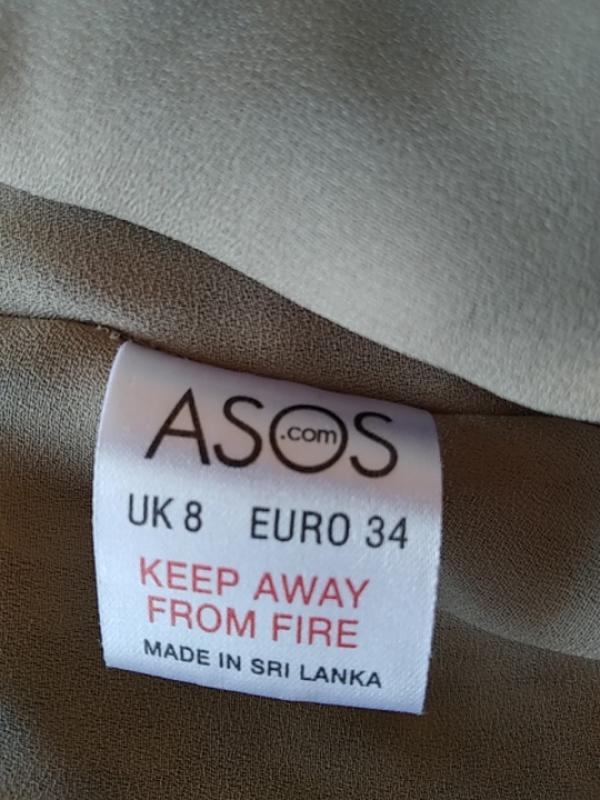 ASOS
.com
UK 8 EURO 34
KEEP AWAY
FROM FIRE
MADE IN SRI LANKA